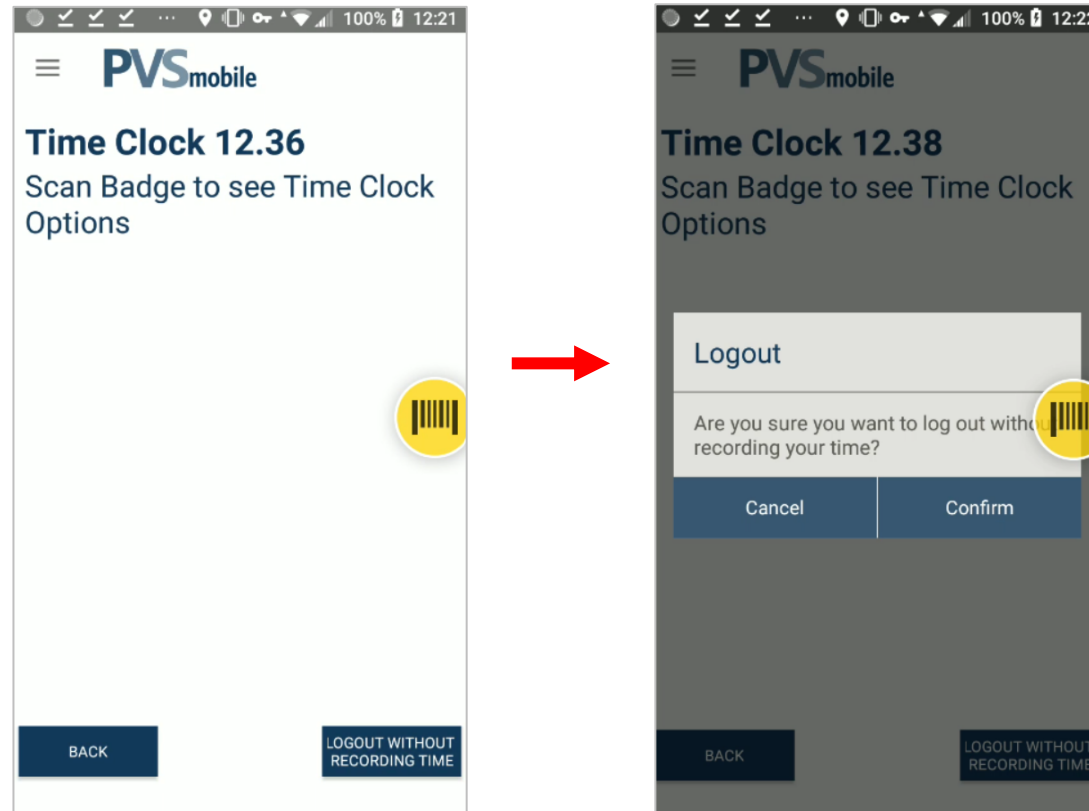 100% 12:21
PVSmobile
Time Clock 12.36
Scan Badge to see Time Clock
Options
BACK
LOGOUT WITHOUT
RECORDING TIME
100% 12:22
PVSmobile
Time Clock 12.38
Scan Badge to see Time Clock
Options
Logout
Are you sure you want to log out
recording your time?
Cancel
Confirm
BACK
LOGOUT WITHOUT
RECORDING TIME